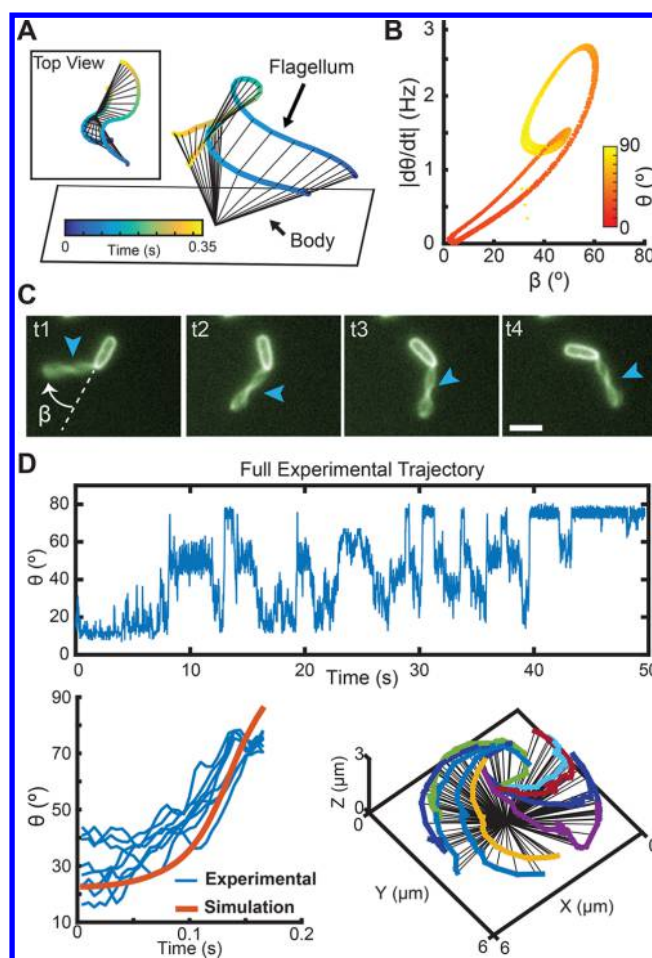 A
Top View
Flagellum
Body
0
0.35
Time (s)
B
3
2
1
0
|dθ/dt| (Hz)
0
20
40
60
80
β (º)
90
0
θ (º)
C
t1
β
t2
t3
t4
D
Full Experimental Trajectory
80
60
40
20
0
θ (º)
0
10
20
30
40
50
Time (s)
90
70
50
30
10
θ (º)
0
0.1
0.2
Time (s)
Experimental
Simulation
3
0
Z (µm)
0
Y (µm)
6
6
X (µm)
0